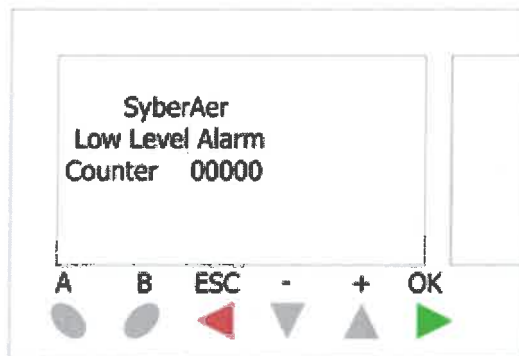 SyberAer
Low Level Alarm
Counter 00000
A B ESC - + OK